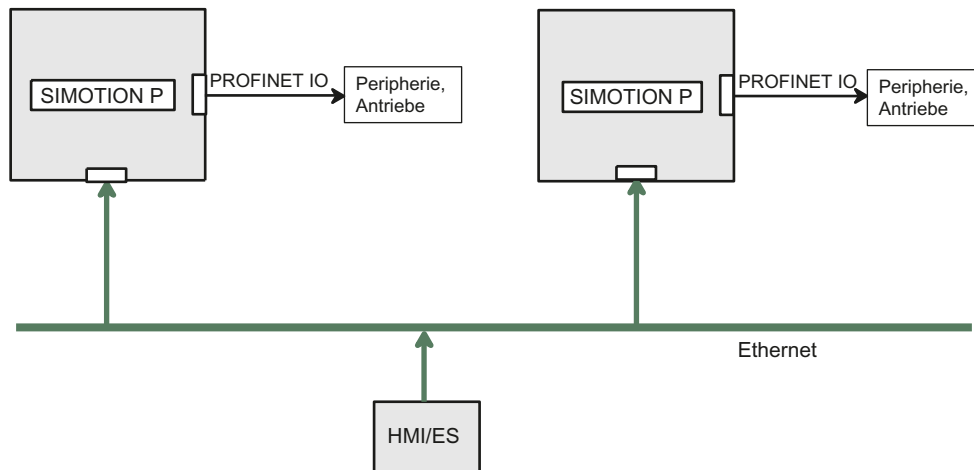 SIMOTION P
PROFINET IO
Peripherie,
Antriebe
SIMOTION P
PROFINET IO
Peripherie,
Antriebe
Ethernet
HMI/ES